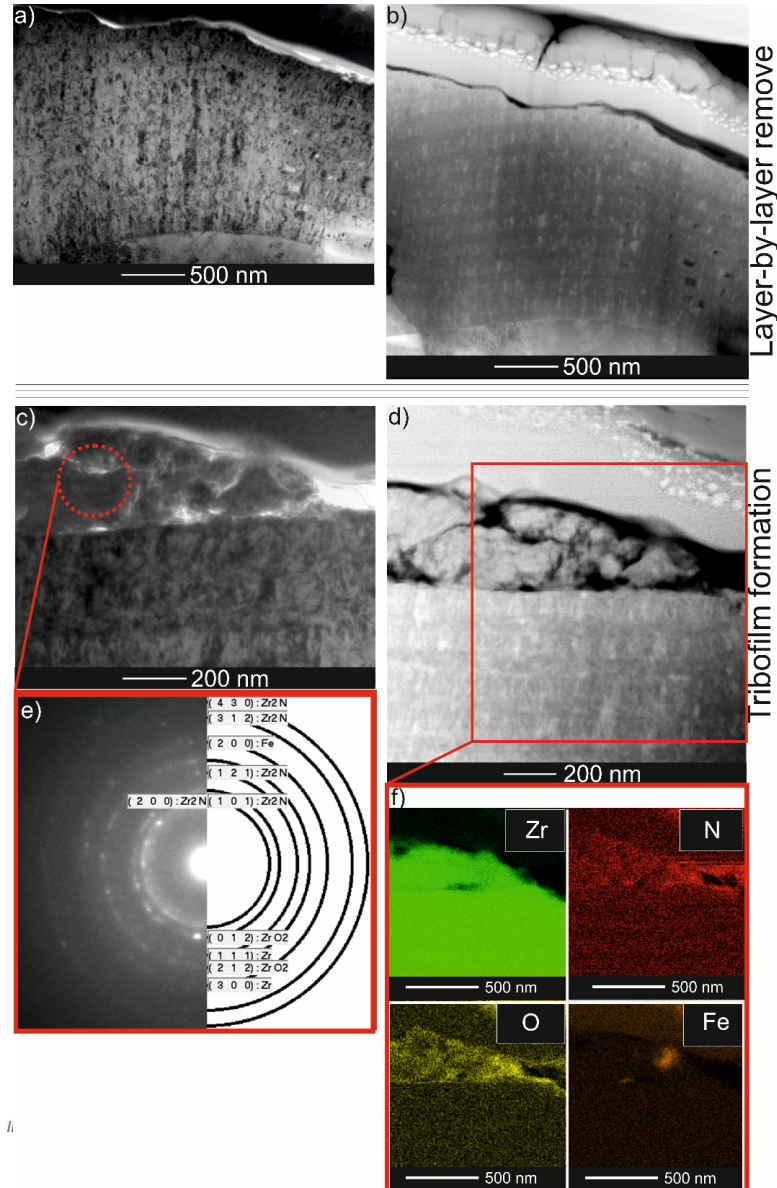 a)
b)
500 nm
500 nm
Layer-by-layer remove
c)
d)
200 nm
200 nm
Tribofilm formation
e)
( 4 3 0) : Zr2 N
( 3 1 2) : Zr2 N
( 2 0 0) : Fe
( 1 2 1) : Zr2 N
( 2 0 0) : Zr2 N
( 1 0 1) : Zr2 N
( 0 1 2) : Zr O2
( 1 1 1) : Zr
( 2 1 2) : Zr O2
( 3 0 0) : Zr
f)
Zr
N
500 nm
500 nm
O
Fe
500 nm
500 nm